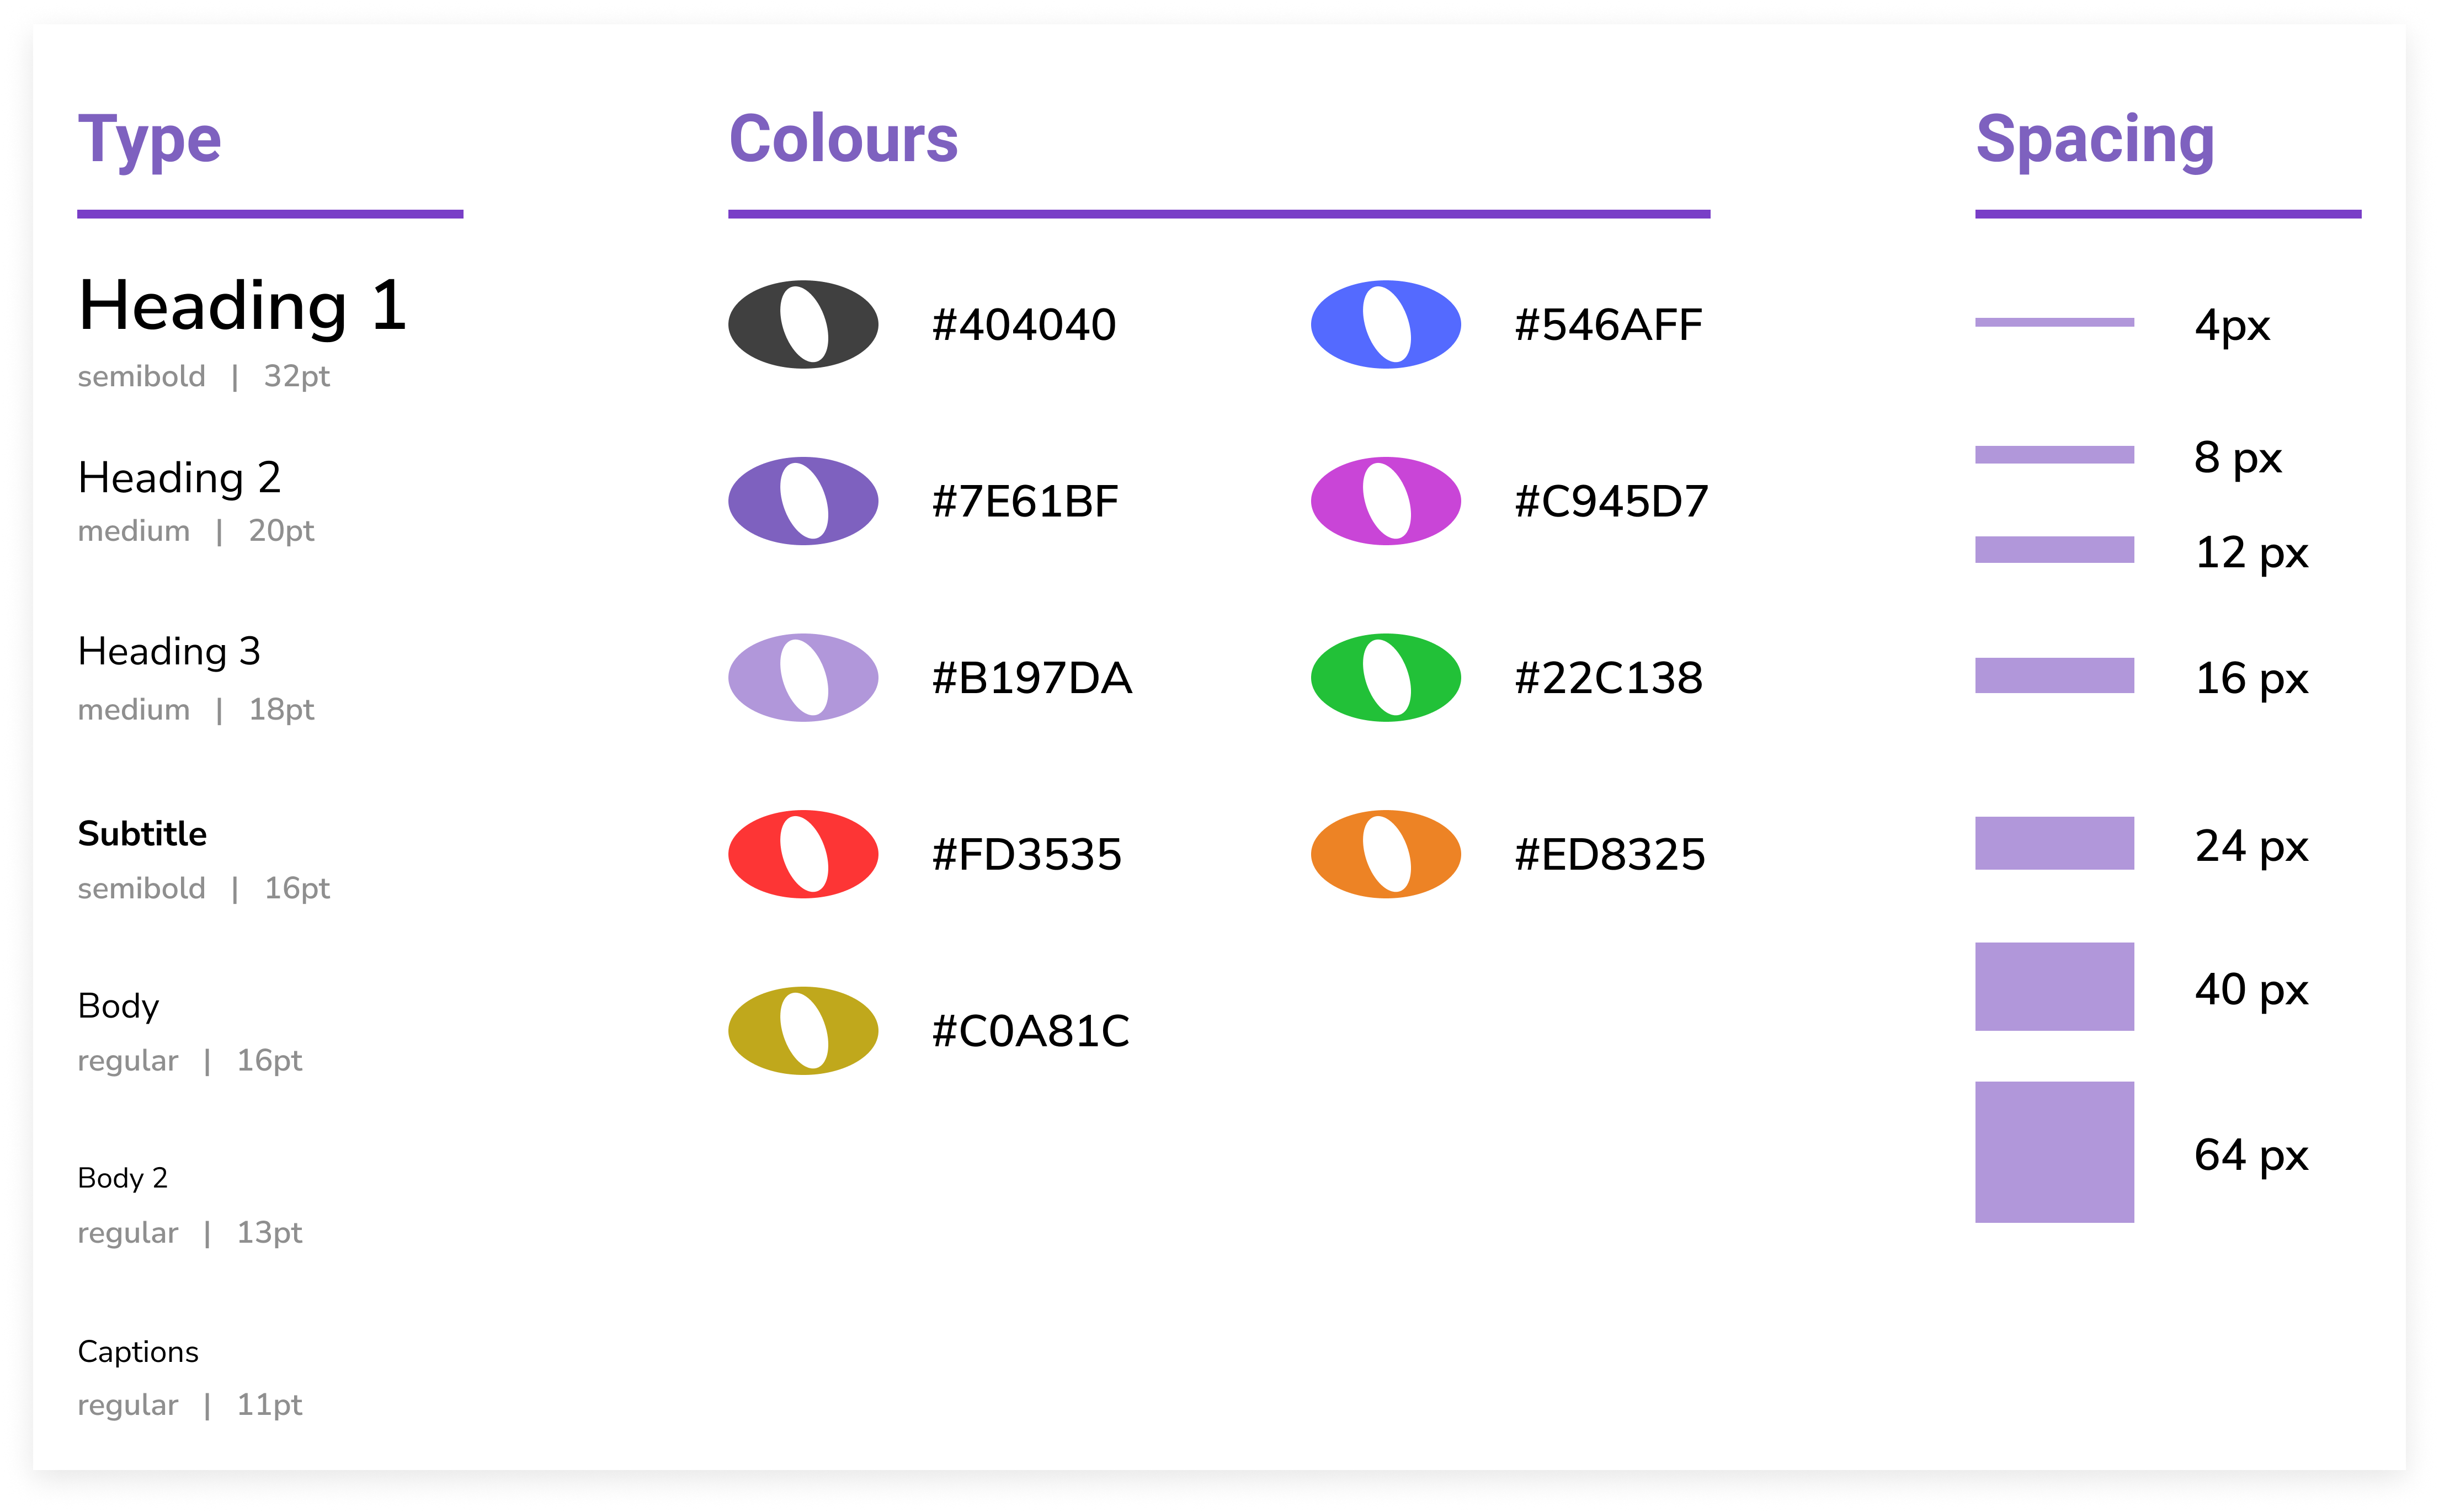 Type
Heading 1
semibold | 32pt
Heading 2
medium | 20pt
Heading 3
medium | 18pt
Subtitle
semibold | 16pt
Body
regular | 16pt
Body 2
regular | 13pt
Captions
regular | 11pt
Colours
#404040
#7E61BF
#B197DA
#FD3535
#C0A81C
#546AFF
#C945D7
#22C138
#ED8325
Spacing
4px
8 px
12 px
16 px
24 px
40 px
64 px